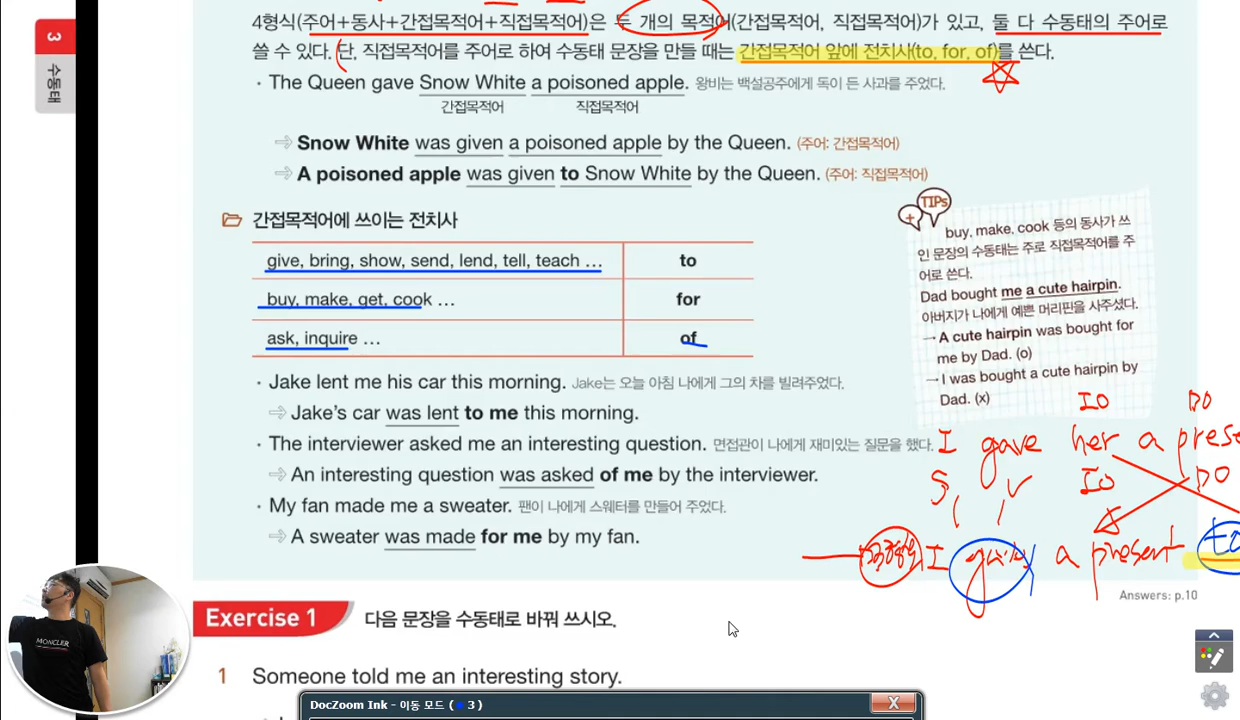 3
수동태
4형식(주어+동사+간접목적어+직접목적어)은 두 개의 목적어(간접목적어, 직접목적어)가 있고, 둘 다 수동태의 주어로
쓸 수 있다. 단, 직접목적어를 주어로 하여 수동태 문장을 만들 때는 간접목적어 앞에 전치사(to, for, of)를 쓴다.
· The Queen gave Snow White a poisoned apple. 왕비는 백설공주에게 독이 든 사과를 주었다.
간접목적어 직접목적어
⇨ Snow White was given a poisoned apple by the Queen. (주어: 간접목적어)
⇨ A poisoned apple was given to Snow White by the Queen. (주어: 직접목적어)
간접목적어에 쓰이는 전치사
give, bring, show, send, lend, tell, teach ... to
buy, make, get, cook ... for
ask, inquire ... of
· Jake lent me his car this morning. Jake는 오늘 아침 나에게 그의 차를 빌려주었다.
⇨ Jake's car was lent to me this morning.
· The interviewer asked me an interesting question. 면접관이 나에게 재미있는 질문을 했다.
⇨ An interesting question was asked of me by the interviewer.
· My fan made me a sweater. 팬이 나에게 스웨터를 만들어 주었다.
⇨ A sweater was made for me by my fan.
+ TIPs
buy, make, cook 등의 동사가 쓰
인 문장의 수동태는 주로 직접목적어를 주
어로 쓴다.
Dad bought me a cute hairpin.
아버지가 나에게 예쁜 머리핀을 사주셨다.
→ A cute hairpin was bought for
me by Dad. (o)
→ I was bought a cute hairpin by
Dad. (x)
IO DO
I gave her a prese
S V IO DO
I a present to
Answers: p.10
Exercise 1 다음 문장을 수동태로 바꿔 쓰시오.
1 Someone told me an interesting story.
MONCLER
DocZoom Ink - 이동 모드 ( 3 )